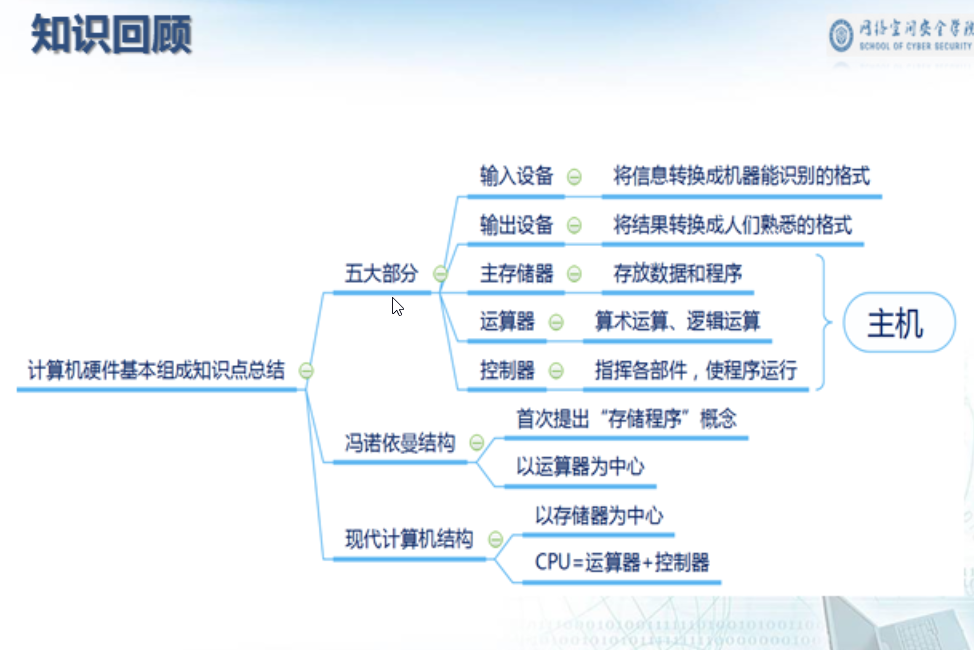 知识回顾
网络空间安全学院
SCHOOL OF CYBER SECURITY
输入设备
将信息转换成机器能识别的格式
输出设备
将结果转换成人们熟悉的格式
五大部分
主存储器
存放数据和程序
运算器
算术运算、逻辑运算
主机
计算机硬件基本组成知识点总结
控制器
指挥各部件，使程序运行
首次提出“存储程序”概念
冯诺依曼结构
以运算器为中心
以存储器为中心
现代计算机结构
CPU=运算器+控制器